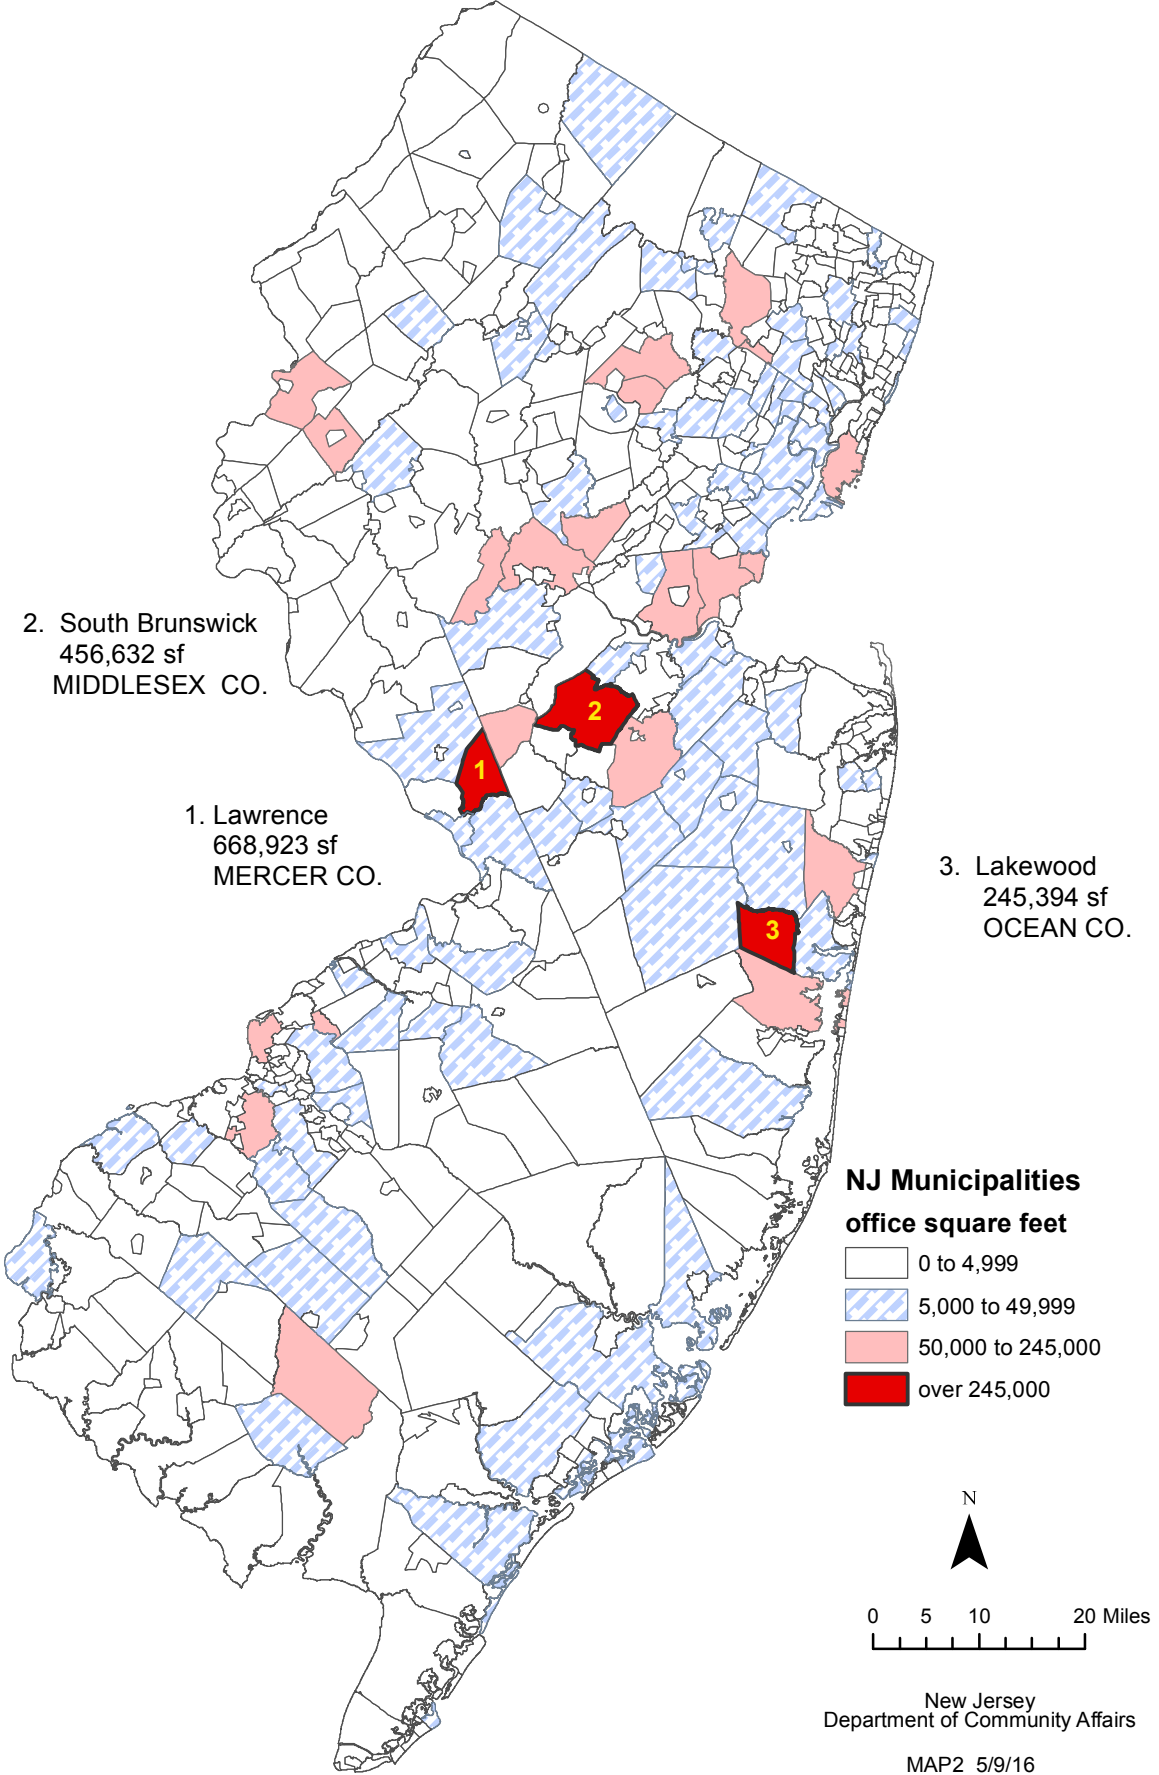 2. South Brunswick
456,632 sf
MIDDLESEX CO.
2
1
1. Lawrence
668,923 sf
MERCER CO.
3. Lakewood
245,394 sf
OCEAN CO.
3
NJ Municipalities
office square feet
0 to 4,999
5,000 to 49,999
50,000 to 245,000
over 245,000
N
0 5 10 20 Miles
New Jersey
Department of Community Affairs
MAP2 5/9/16